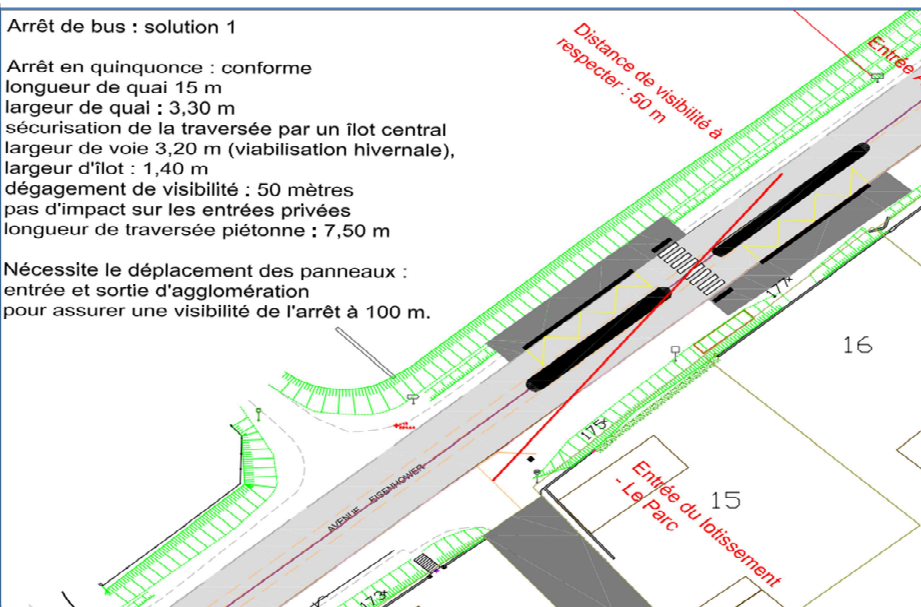 Arrêt de bus : solution 1
Arrêt en quinquonce : conforme
longueur de quai 15 m
largeur de quai : 3,30 m
sécurisation de la traversée par un îlot central
largeur de voie 3,20 m (viabilisation hivernale),
largeur d'îlot : 1,40 m
dégagement de visibilité : 50 mètres
pas d'impact sur les entrées privées
longueur de traversée piétonne : 7,50 m
Nécessite le déplacement des panneaux :
entrée et sortie d'agglomération
pour assurer une visibilité de l'arrêt à 100 m.
Distance de visibilité à
respecter : 50 m
Entrée
177
16
175
Entrée du lotissement
- Le Parc
15
AVENUE EISENHOWER
173